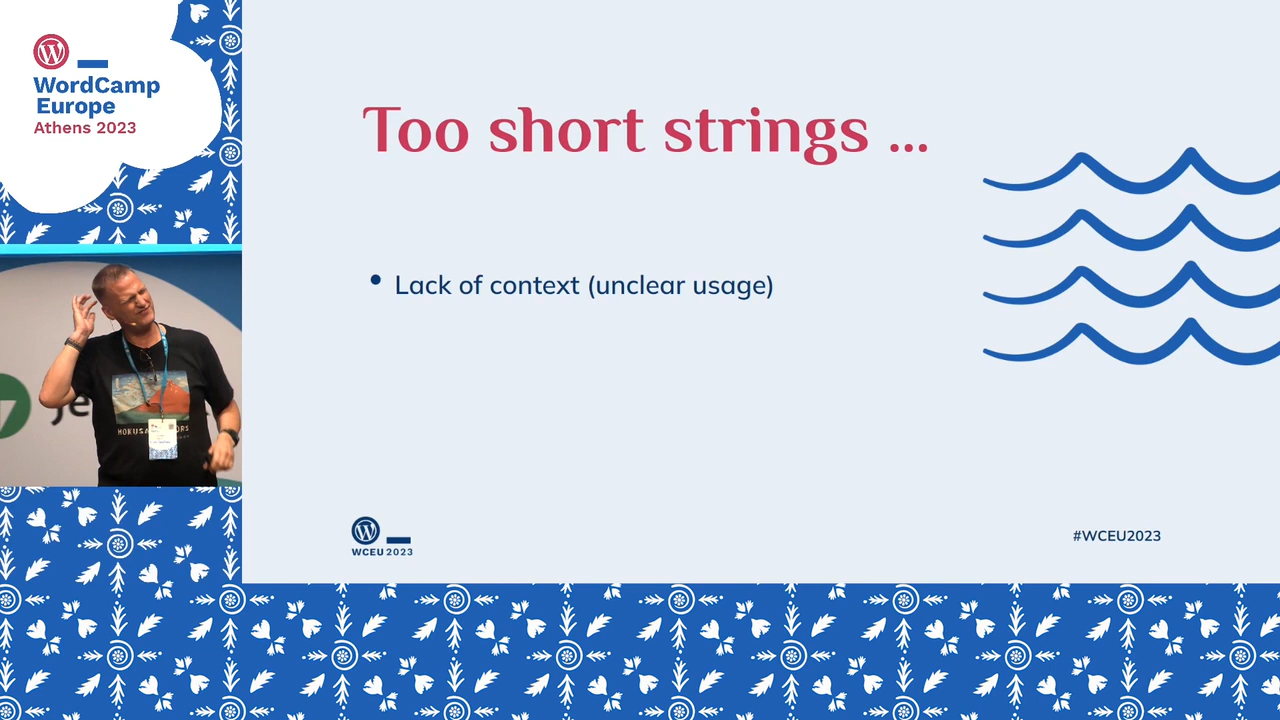 WordCamp
Europe
Athens 2023
Too short strings ...
• Lack of context (unclear usage)
WCEU 2023
#WCEU2023